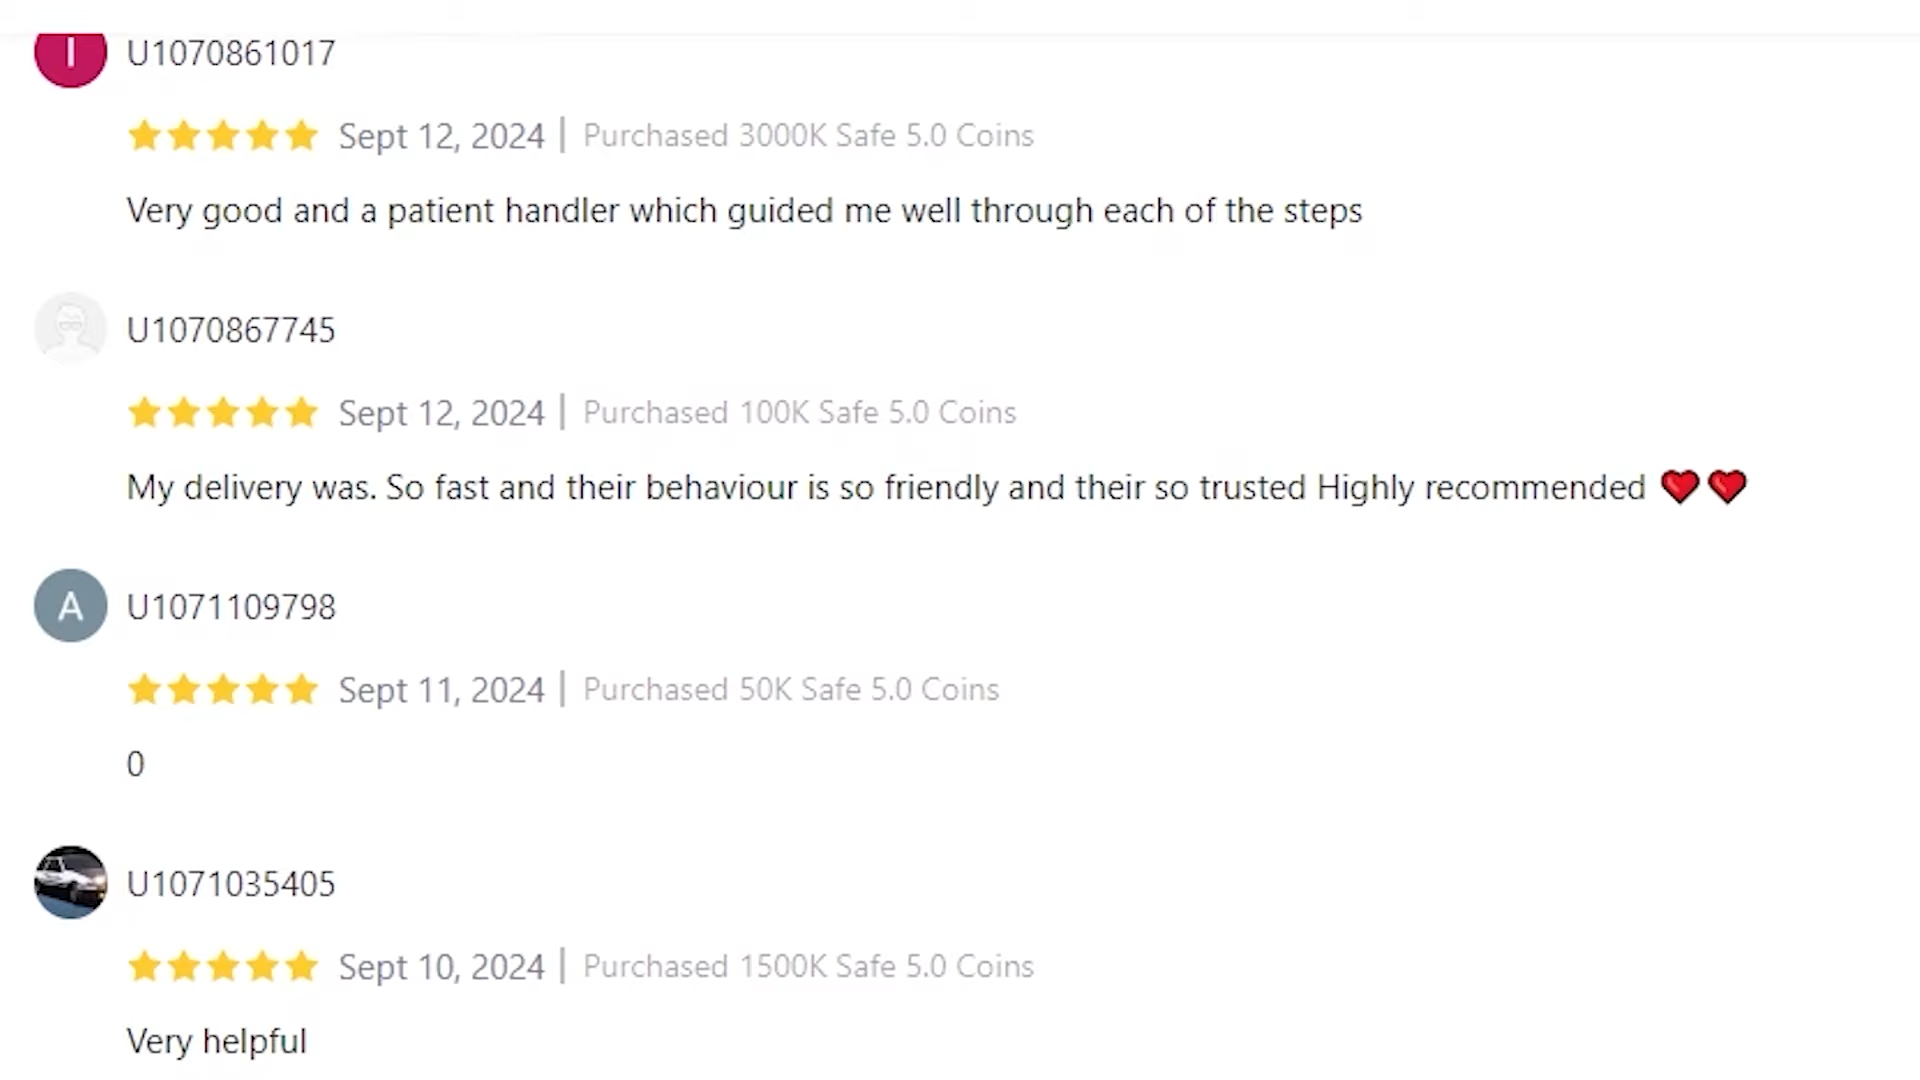 I U1070861017
Sept 12, 2024 | Purchased 3000K Safe 5.0 Coins
Very good and a patient handler which guided me well through each of the steps
U1070867745
Sept 12, 2024 | Purchased 100K Safe 5.0 Coins
My delivery was. So fast and their behaviour is so friendly and their so trusted Highly recommended ❤️❤️
A U1071109798
Sept 11, 2024 | Purchased 50K Safe 5.0 Coins
0
U1071035405
Sept 10, 2024 | Purchased 1500K Safe 5.0 Coins
Very helpful